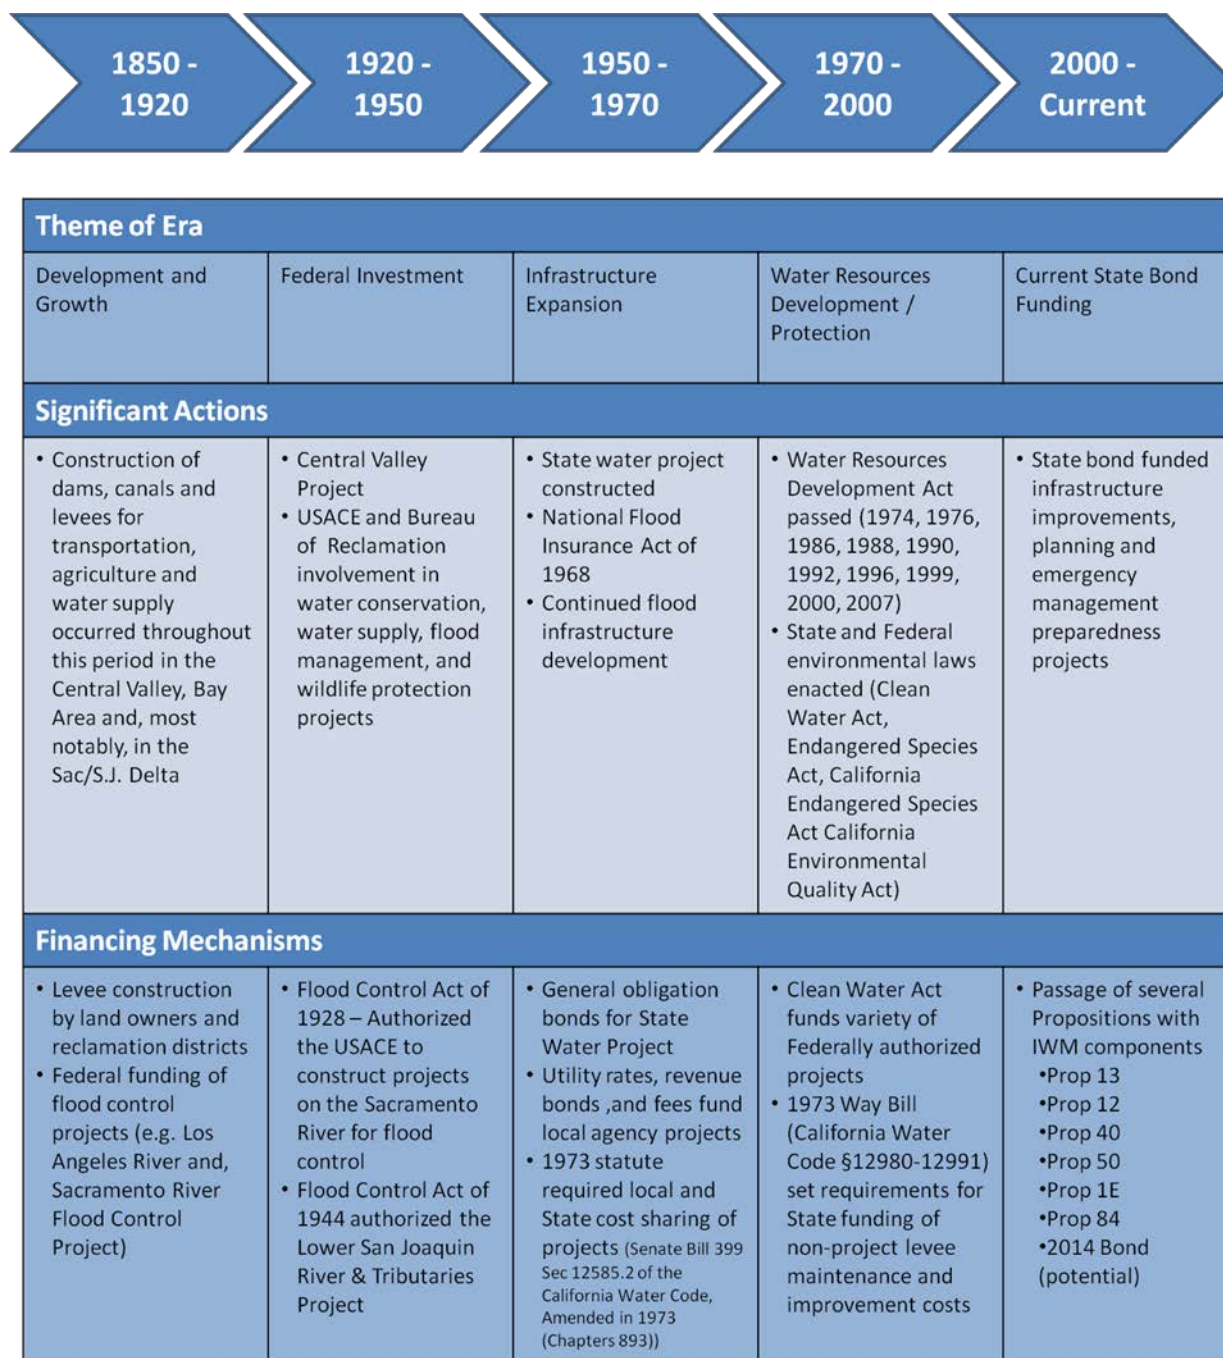 1850 -
1920
1920 -
1950
1950 -
1970
1970 -
2000
2000 -
Current
Theme of Era
Development and
Growth
Federal Investment
Infrastructure
Expansion
Water Resources
Development /
Protection
Current State Bond
Funding
Significant Actions
• Construction of
dams, canals and
levees for
transportation,
agriculture and
water supply
occurred throughout
this period in the
Central Valley, Bay
Area and, most
notably, in the
Sac/S.J. Delta
• Central Valley
Project
• USACE and Bureau
of Reclamation
involvement in
water conservation,
water supply, flood
management, and
wildlife protection
projects
• State water project
constructed
• National Flood
Insurance Act of
1968
• Continued flood
infrastructure
development
• Water Resources
Development Act
passed (1974, 1976,
1986, 1988, 1990,
1992, 1996, 1999,
2000, 2007)
• State and Federal
environmental laws
enacted (Clean
Water Act,
Endangered Species
Act, California
Endangered Species
Act California
Environmental
Quality Act)
• State bond funded
infrastructure
improvements,
planning and
emergency
management
preparedness
projects
Financing Mechanisms
• Levee construction
by land owners and
reclamation districts
• Federal funding of
flood control
projects (e.g. Los
Angeles River and,
Sacramento River
Flood Control
Project)
• Flood Control Act of
1928 – Authorized
the USACE to
construct projects
on the Sacramento
River for flood
control
• Flood Control Act of
1944 authorized the
Lower San Joaquin
River & Tributaries
Project
• General obligation
bonds for State
Water Project
• Utility rates, revenue
bonds ,and fees fund
local agency projects
• 1973 statute
required local and
State cost sharing of
projects (Senate Bill 399
Sec 12585.2 of the
California Water Code,
Amended in 1973
(Chapters 893))
• Clean Water Act
funds variety of
Federally authorized
projects
• 1973 Way Bill
(California Water
Code §12980-12991)
set requirements for
State funding of
non-project levee
maintenance and
improvement costs
• Passage of several
Propositions with
IWM components
•Prop 13
•Prop 12
•Prop 40
•Prop 50
•Prop 1E
•Prop 84
•2014 Bond
(potential)